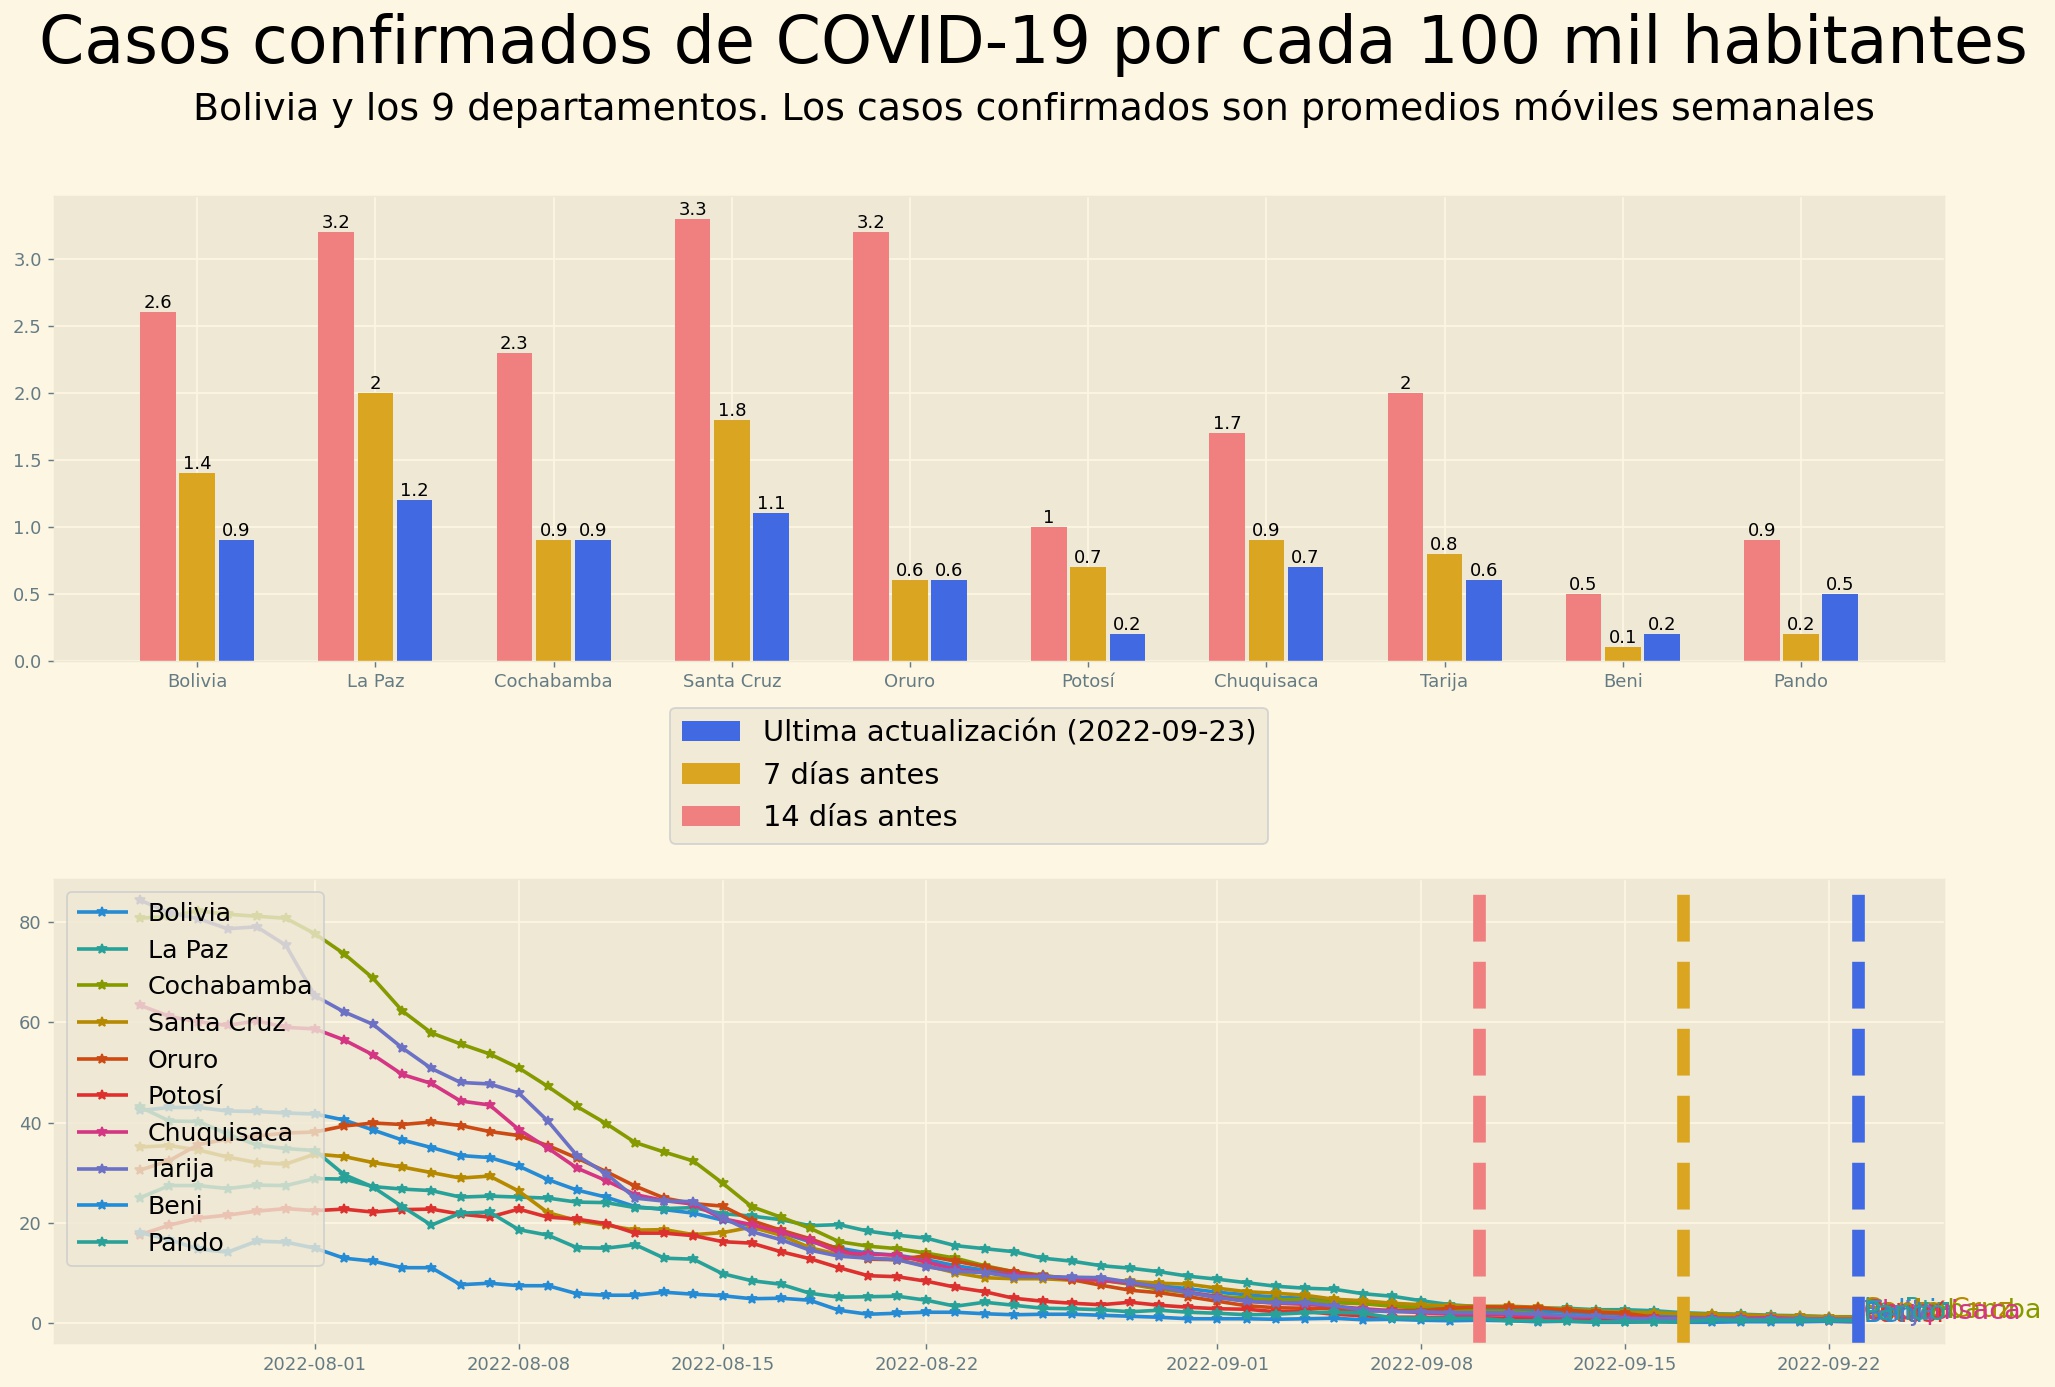 Casos confirmados de COVID-19 por cada 100 mil habitantes
Bolivia y los 9 departamentos. Los casos confirmados son promedios móviles semanales
3.0
2.5
2.0
1.5
1.0
0.5
0.0
2.6 1.4 0.9
3.2 2 1.2
2.3 0.9 0.9
3.3 1.8 1.1
3.2 0.6 0.6
1 0.7 0.2
1.7 0.9 0.7
2 0.8 0.6
0.5 0.1 0.2
0.9 0.2 0.5
Bolivia La Paz Cochabamba Santa Cruz Oruro Potosí Chuquisaca Tarija Beni Pando
Ultima actualización (2022-09-23)
7 días antes
14 días antes
80
60
40
20
0
Bolivia
La Paz
Cochabamba
Santa Cruz
Oruro
Potosí
Chuquisaca
Tarija
Beni
Pando
2022-08-01 2022-08-08 2022-08-15 2022-08-22 2022-09-01 2022-09-08 2022-09-15 2022-09-22